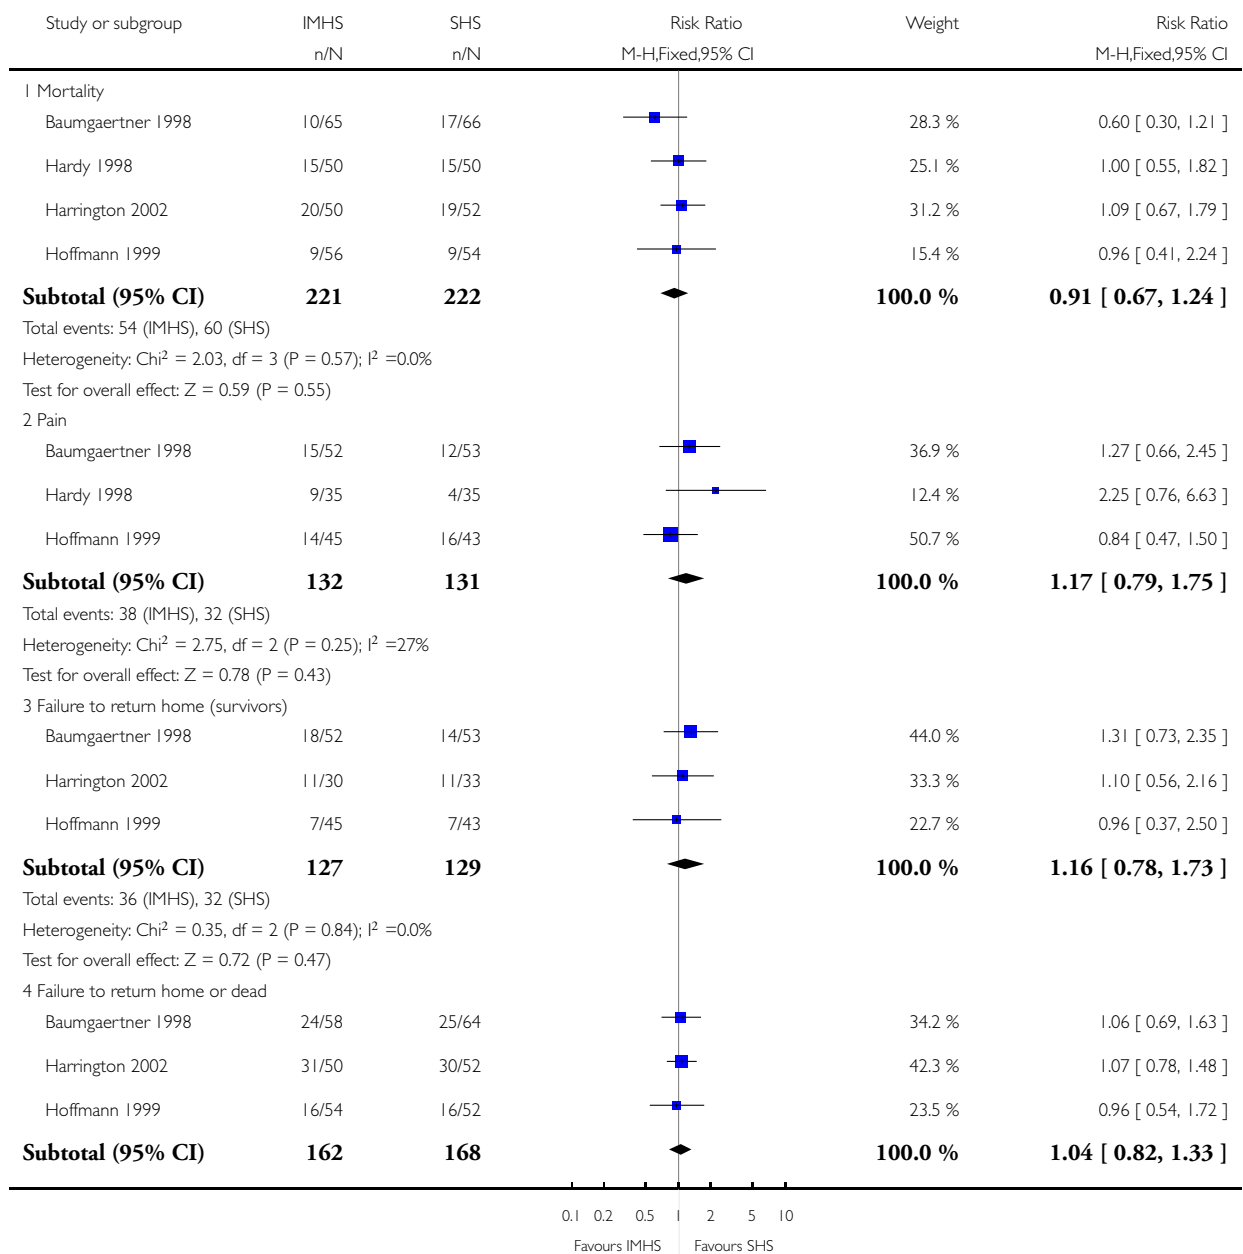 Study or subgroup IMHS SHS Risk Ratio Weight Risk Ratio
n/N n/N M-H,Fixed,95% CI M-H,Fixed,95% CI
1 Mortality
Baumgaertner 1998 10/65 17/66 28.3 % 0.60 [ 0.30, 1.21 ]
Hardy 1998 15/50 15/50 25.1 % 1.00 [ 0.55, 1.82 ]
Harrington 2002 20/50 19/52 31.2 % 1.09 [ 0.67, 1.79 ]
Hoffmann 1999 9/56 9/54 15.4 % 0.96 [ 0.41, 2.24 ]
Subtotal (95% CI) 221 222 100.0 % 0.91 [ 0.67, 1.24 ]
Total events: 54 (IMHS), 60 (SHS)
Heterogeneity: Chi² = 2.03, df = 3 (P = 0.57); I² =0.0%
Test for overall effect: Z = 0.59 (P = 0.55)
2 Pain
Baumgaertner 1998 15/52 12/53 36.9 % 1.27 [ 0.66, 2.45 ]
Hardy 1998 9/35 4/35 12.4 % 2.25 [ 0.76, 6.63 ]
Hoffmann 1999 14/45 16/43 50.7 % 0.84 [ 0.47, 1.50 ]
Subtotal (95% CI) 132 131 100.0 % 1.17 [ 0.79, 1.75 ]
Total events: 38 (IMHS), 32 (SHS)
Heterogeneity: Chi² = 2.75, df = 2 (P = 0.25); I² =27%
Test for overall effect: Z = 0.78 (P = 0.43)
3 Failure to return home (survivors)
Baumgaertner 1998 18/52 14/53 44.0 % 1.31 [ 0.73, 2.35 ]
Harrington 2002 11/30 11/33 33.3 % 1.10 [ 0.56, 2.16 ]
Hoffmann 1999 7/45 7/43 22.7 % 0.96 [ 0.37, 2.50 ]
Subtotal (95% CI) 127 129 100.0 % 1.16 [ 0.78, 1.73 ]
Total events: 36 (IMHS), 32 (SHS)
Heterogeneity: Chi² = 0.35, df = 2 (P = 0.84); I² =0.0%
Test for overall effect: Z = 0.72 (P = 0.47)
4 Failure to return home or dead
Baumgaertner 1998 24/58 25/64 34.2 % 1.06 [ 0.69, 1.63 ]
Harrington 2002 31/50 30/52 42.3 % 1.07 [ 0.78, 1.48 ]
Hoffmann 1999 16/54 16/52 23.5 % 0.96 [ 0.54, 1.72 ]
Subtotal (95% CI) 162 168 100.0 % 1.04 [ 0.82, 1.33 ]
0.1 0.2 0.5 1 2 5 10
Favours IMHS Favours SHS